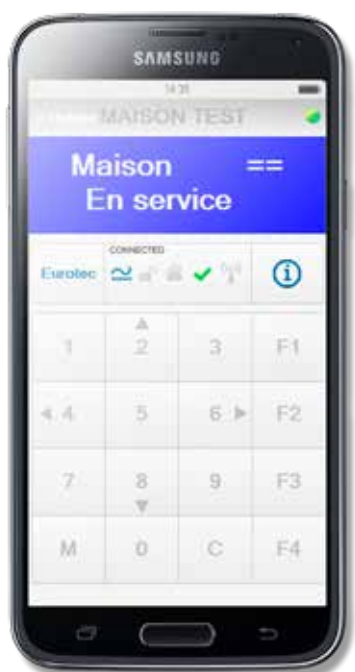 SAMSUNG
14:31
MAISON TEST
Maison ==
En service
CONNECTED
Eurotec
1 2 3 F1
4 5 6 F2
7 8 9 F3
M 0 C F4